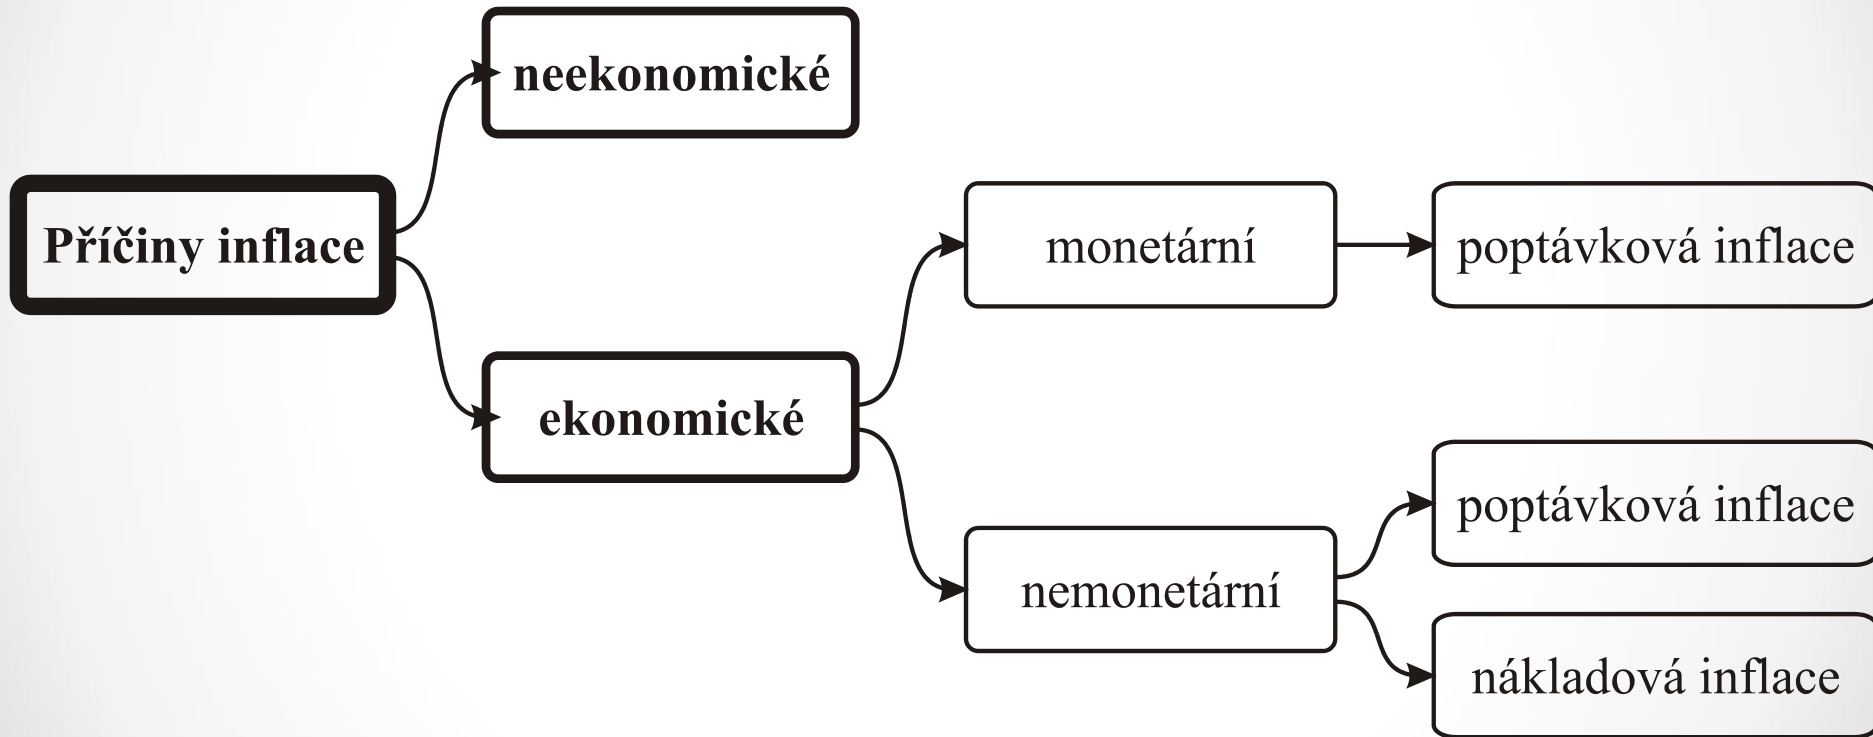 neekonomické
Příčiny inflace
monetární
poptávková inflace
ekonomické
poptávková inflace
nemonetární
nákladová inflace